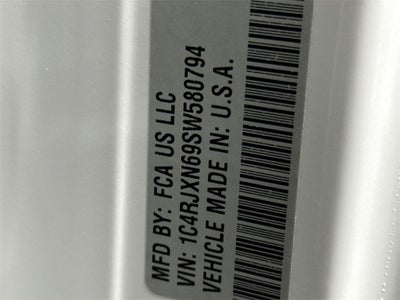 MFD BY: FCA US LLC
VIN: 1C4RJXN69SW580794
VEHICLE MADE IN: U.S.A.